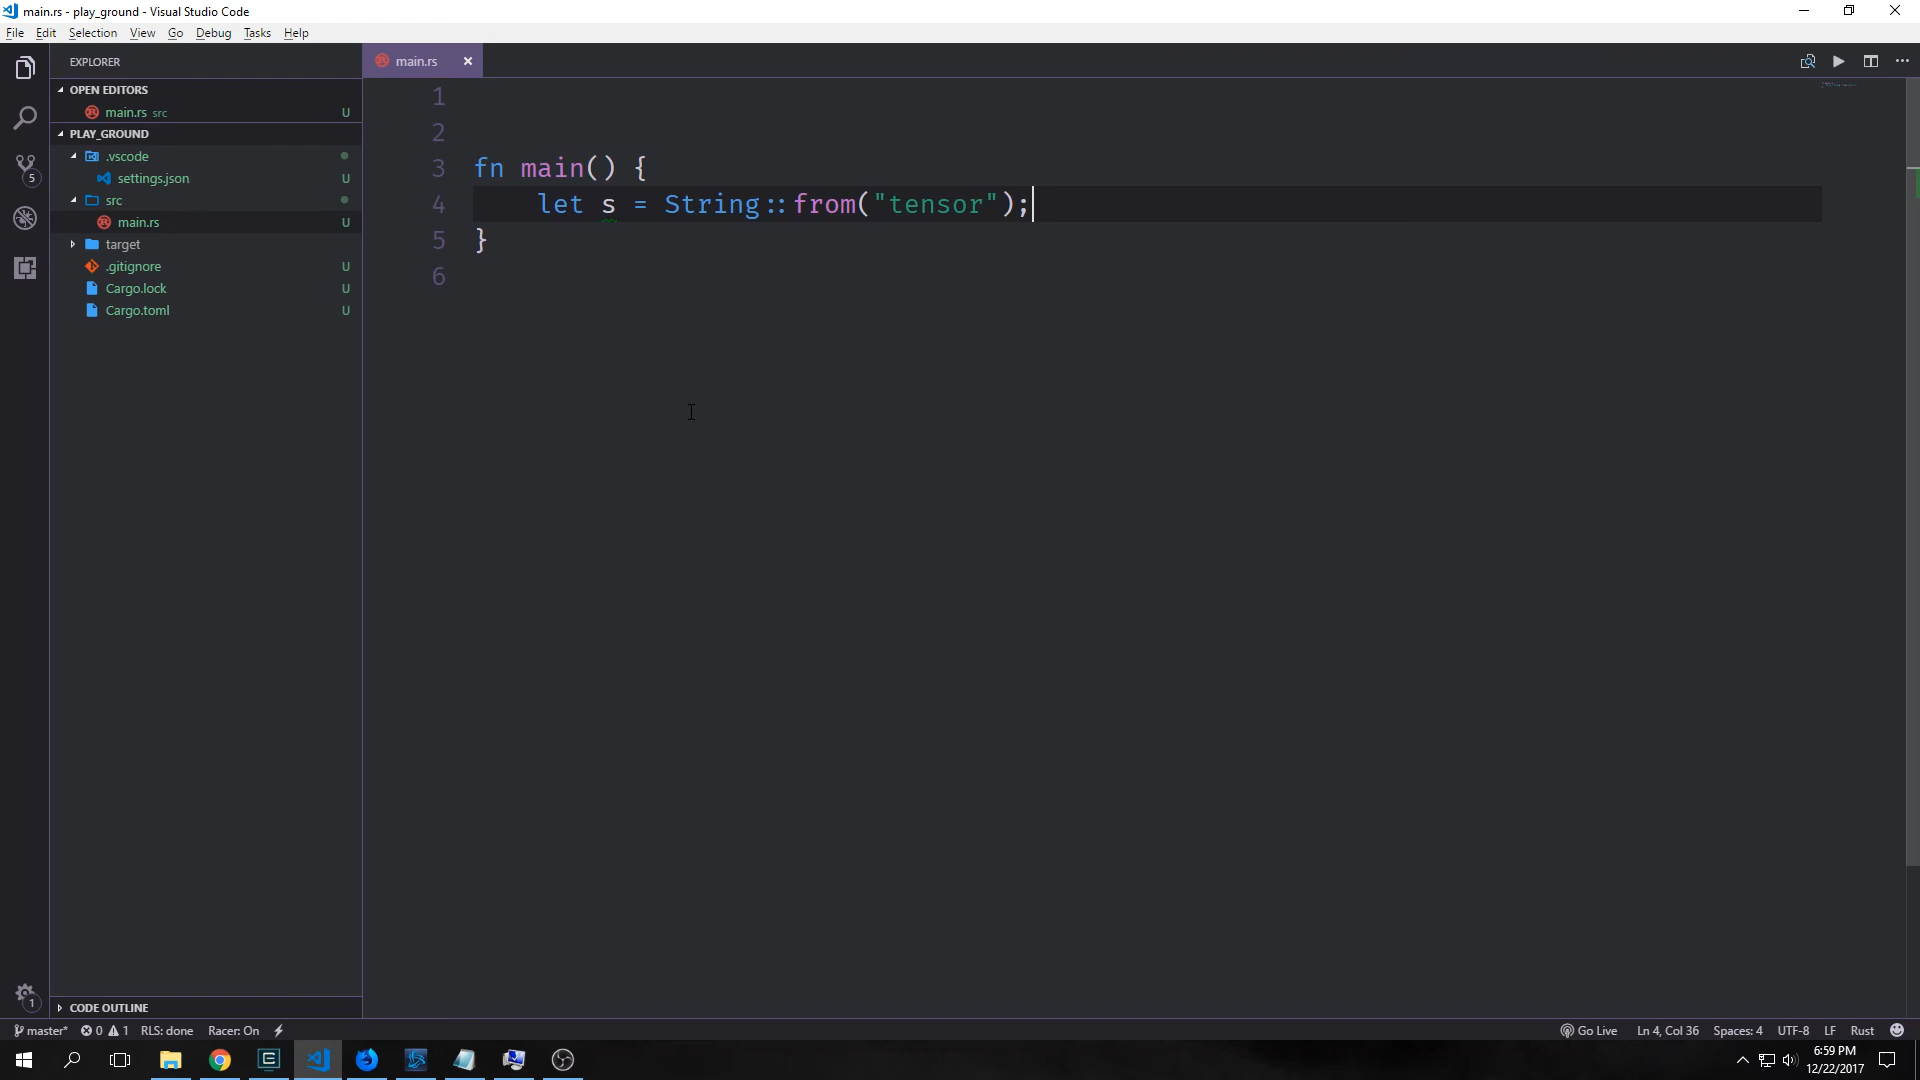 main.rs - play_ground - Visual Studio Code
File Edit Selection View Go Debug Tasks Help
EXPLORER
main.rs
OPEN EDITORS
main.rs src U
PLAY_GROUND
.vscode
settings.json U
src
main.rs U
target
.gitignore U
Cargo.lock U
Cargo.toml U
1
2
3 fn main() {
4 let s = String::from("tensor");
5 }
6
5
1
CODE OUTLINE
master* 0 1 RLS: done Racer: On Go Live Ln 4, Col 36 Spaces: 4 UTF-8 LF Rust
6:59 PM
12/22/2017